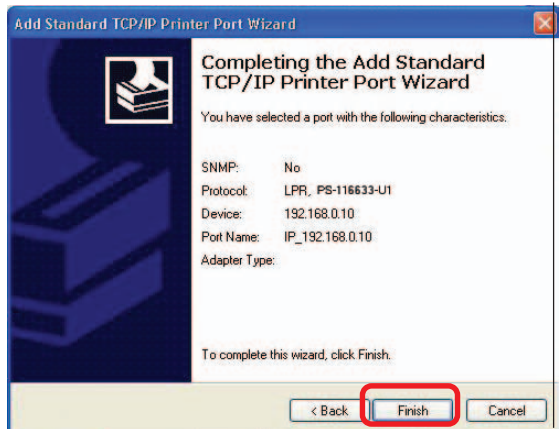 Add Standard TCP/IP Printer Port Wizard
Completing the Add Standard
TCP/IP Printer Port Wizard
You have selected a port with the following characteristics.
SNMP: No
Protocol: LPR, PS-116633-U1
Device: 192.168.0.10
Port Name: IP_192.168.0.10
Adapter Type:
To complete this wizard, click Finish.
< Back Finish Cancel